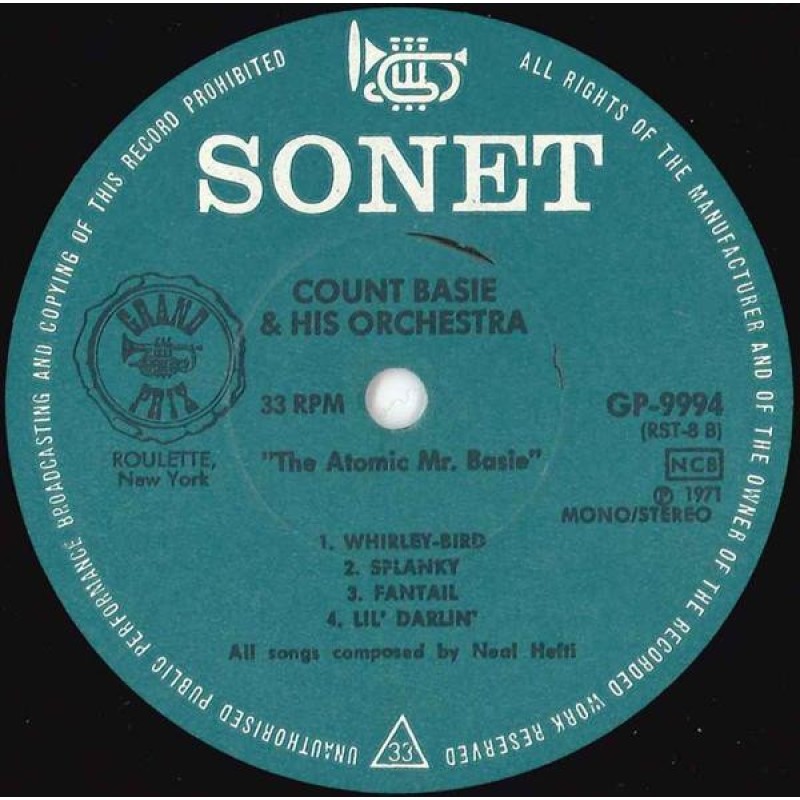 ALL RIGHTS OF THE MANUFACTURER AND OF THE OWNER OF THE RECORDED WORK RESERVED
UNAUTHORISED PUBLIC PERFORMANCE BROADCASTING AND COPYING OF THIS RECORD PROHIBITED
SONET
COUNT BASIE
& HIS ORCHESTRA
GRAND
PRIX
33 RPM
GP-9994
(RST-8 B)
ROULETTE,
New York
"The Atomic Mr. Basie"
NCB
℗ 1971
MONO/STEREO
1. WHIRLEY-BIRD
2. SPLANKY
3. FANTAIL
4. LIL' DARLIN'
All songs composed by Neal Hefti
33